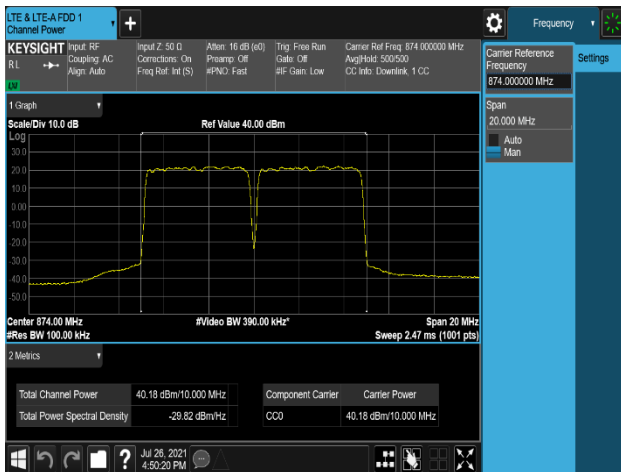 LTE & LTE-A FDD 1
Channel Power
+
Frequency
KEYSIGHT
RL
Input: RF
Coupling: AC
Align: Auto
Input Z: 50 Ω
Corrections: On
Freq Ref: Int (S)
Atten: 16 dB (e0)
Preamp: Off
#PNO: Fast
Trig: Free Run
Gate: Off
#IF Gain: Low
Carrier Ref Freq: 874.000000 MHz
Avg|Hold: 500/500
CC Info: Downlink, 1 CC
Carrier Reference
Frequency
874.000000 MHz
Settings
Span
20.000 MHz
Auto
Man
1 Graph
Scale/Div 10.0 dB
Ref Value 40.00 dBm
Log
30.0
20.0
10.0
0.00
-10.0
-20.0
-30.0
-40.0
-50.0
Center 874.00 MHz
#Video BW 390.00 kHz*
Span 20 MHz
#Res BW 100.00 kHz
Sweep 2.47 ms (1001 pts)
2 Metrics
Total Channel Power 40.18 dBm/10.000 MHz
Total Power Spectral Density -29.82 dBm/Hz
Component Carrier Carrier Power
CC0 40.18 dBm/10.000 MHz
?
Jul 26, 2021
4:50:20 PM